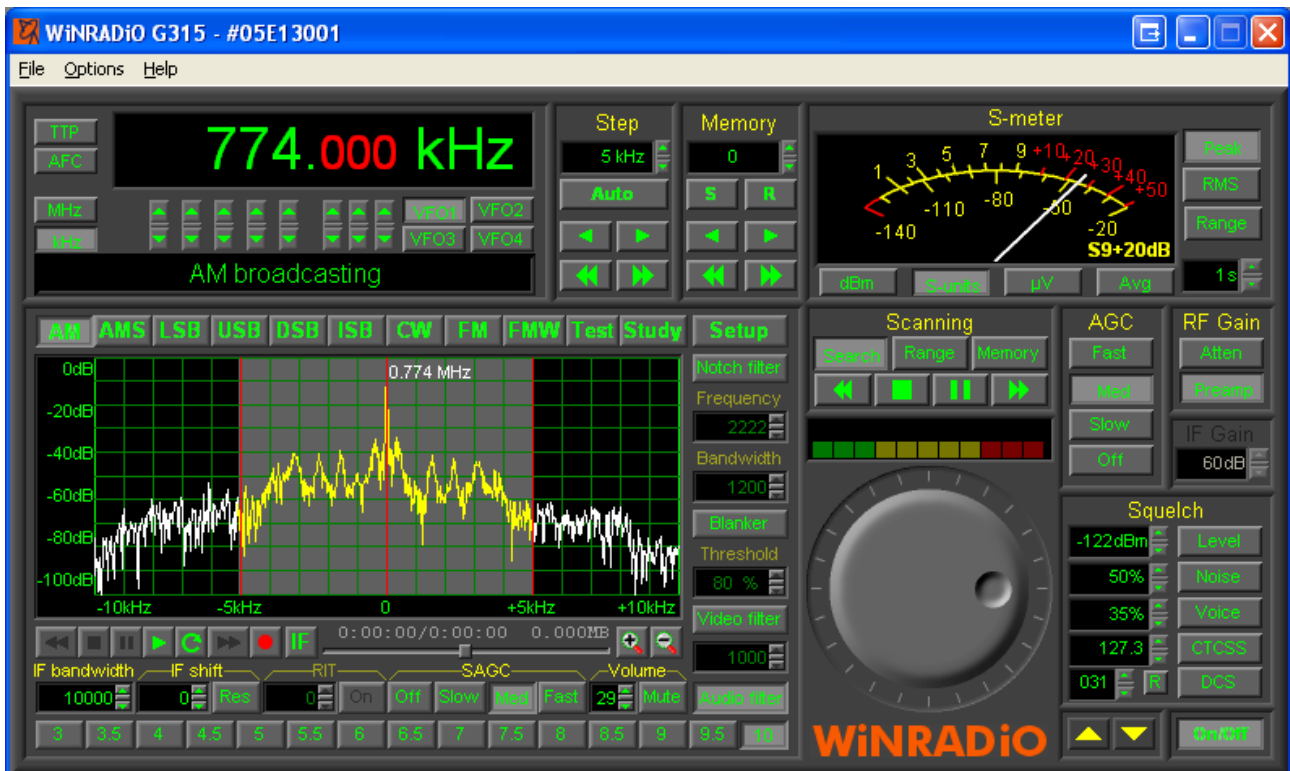 WiNRADiO G315 - #05E13001
File Options Help
TTP
AFC
774.000 kHz
MHz
kHz
VFO1 VFO2
VFO3 VFO4
AM broadcasting
Step
5 kHz
Auto
Memory
0
S R
S-meter
1 3 5 7 9 +10 +20 +30 +40 +50
-140 -110 -80 -50 -20
S9+20dB
dBm S-units µV Avg
Peak
RMS
Range
1s
AM AMS LSB USB DSB ISB CW FM FMW Test Study Setup
0dB
-20dB
-40dB
-60dB
-80dB
-100dB
0.774 MHz
-10kHz -5kHz 0 +5kHz +10kHz
Notch filter
Frequency
2222
Bandwidth
1200
Blanker
Threshold
80 %
Video filter
1000
Audio filter
IF 0:00:00/0:00:00 0.000MB
IF bandwidth IF shift RIT SAGC Volume
10000 0 Res 0 On Off Slow Med Fast 29 Mute
3 3.5 4 4.5 5 5.5 6 6.5 7 7.5 8 8.5 9 9.5 10
Scanning
Search Range Memory
AGC
Fast
Med
Slow
Off
RF Gain
Atten
Preamp
IF Gain
60dB
Squelch
-122dBm Level
50% Noise
35% Voice
127.3 CTCSS
031 R DCS
WiNRADiO
On/Off